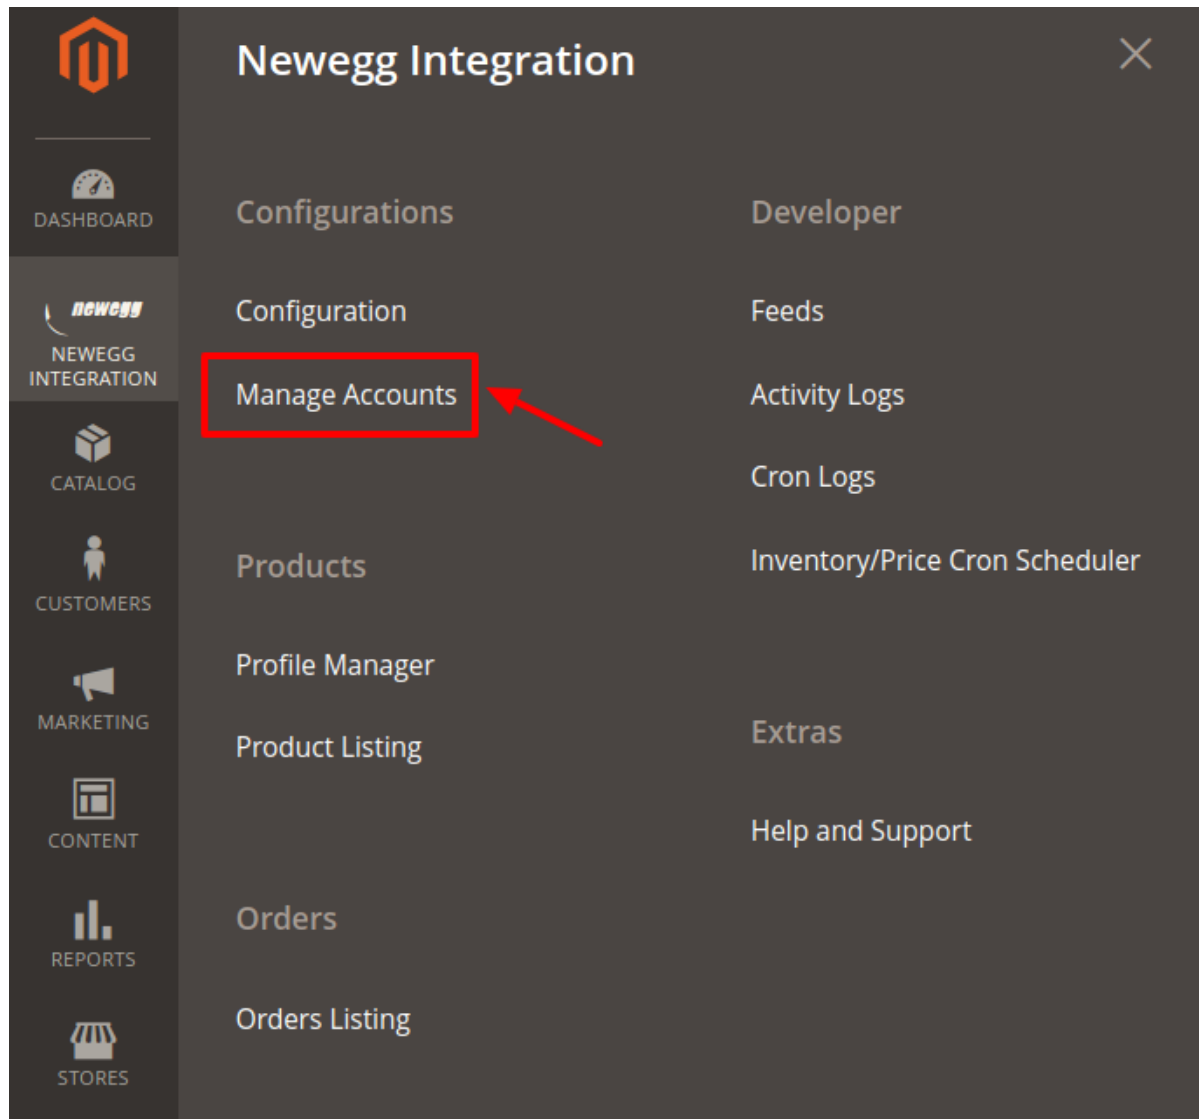 Newegg Integration
DASHBOARD
newegg
NEWEGG
INTEGRATION
CATALOG
CUSTOMERS
MARKETING
CONTENT
REPORTS
STORES
Configurations
Configuration
Manage Accounts
Products
Profile Manager
Product Listing
Orders
Orders Listing
Developer
Feeds
Activity Logs
Cron Logs
Inventory/Price Cron Scheduler
Extras
Help and Support